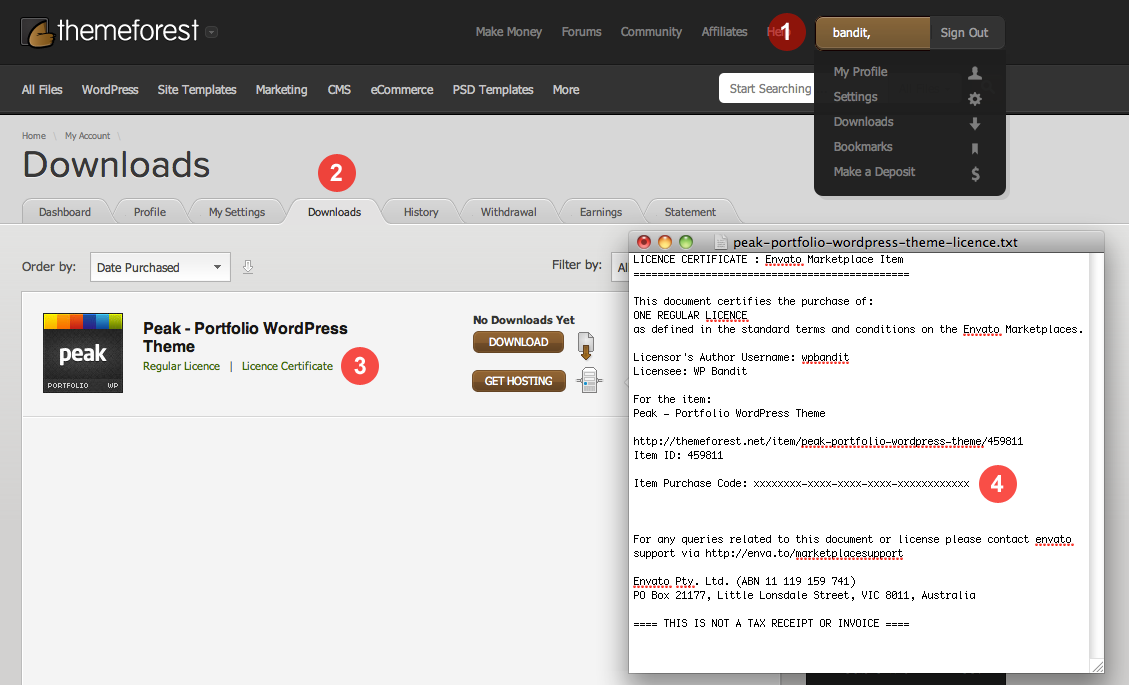 themeforest
Make Money Forums Community Affiliates Help
1
bandit,
Sign Out
All Files WordPress Site Templates Marketing CMS eCommerce PSD Templates More
Start Searching
My Profile
Settings
Downloads
Bookmarks
Make a Deposit
$
Home \ My Account \
Downloads
2
Dashboard Profile My Settings Downloads History Withdrawal Earnings Statement
Order by: Date Purchased
Filter by: Al
peak
PORTFOLIO WP
Peak - Portfolio WordPress
Theme
Regular Licence | Licence Certificate
3
No Downloads Yet
DOWNLOAD
GET HOSTING
peak-portfolio-wordpress-theme-licence.txt
LICENCE CERTIFICATE : Envato Marketplace Item
==============================================
This document certifies the purchase of:
ONE REGULAR LICENCE
as defined in the standard terms and conditions on the Envato Marketplaces.
Licensor's Author Username: wpbandit
Licensee: WP Bandit
For the item:
Peak - Portfolio WordPress Theme
http://themeforest.net/item/peak-portfolio-wordpress-theme/459811
Item ID: 459811
Item Purchase Code: xxxxxxxx-xxxx-xxxx-xxxx-xxxxxxxxxxxx
4
For any queries related to this document or license please contact envato
support via http://enva.to/marketplacesupport
Envato Pty. Ltd. (ABN 11 119 159 741)
PO Box 21177, Little Lonsdale Street, VIC 8011, Australia
==== THIS IS NOT A TAX RECEIPT OR INVOICE ====